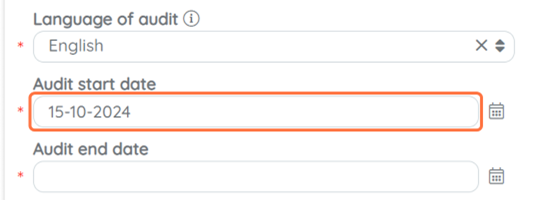 Language of audit
* English
Audit start date
* 15-10-2024
Audit end date
*